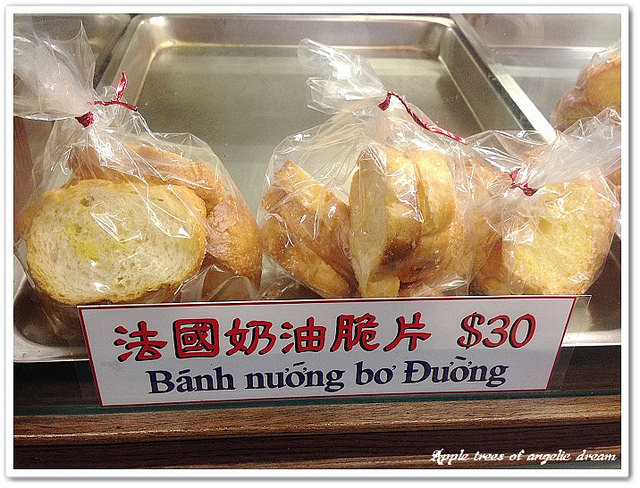 法國奶油脆片 $30
Bánh nướng bơ Đường
Apple trees of angelic dream